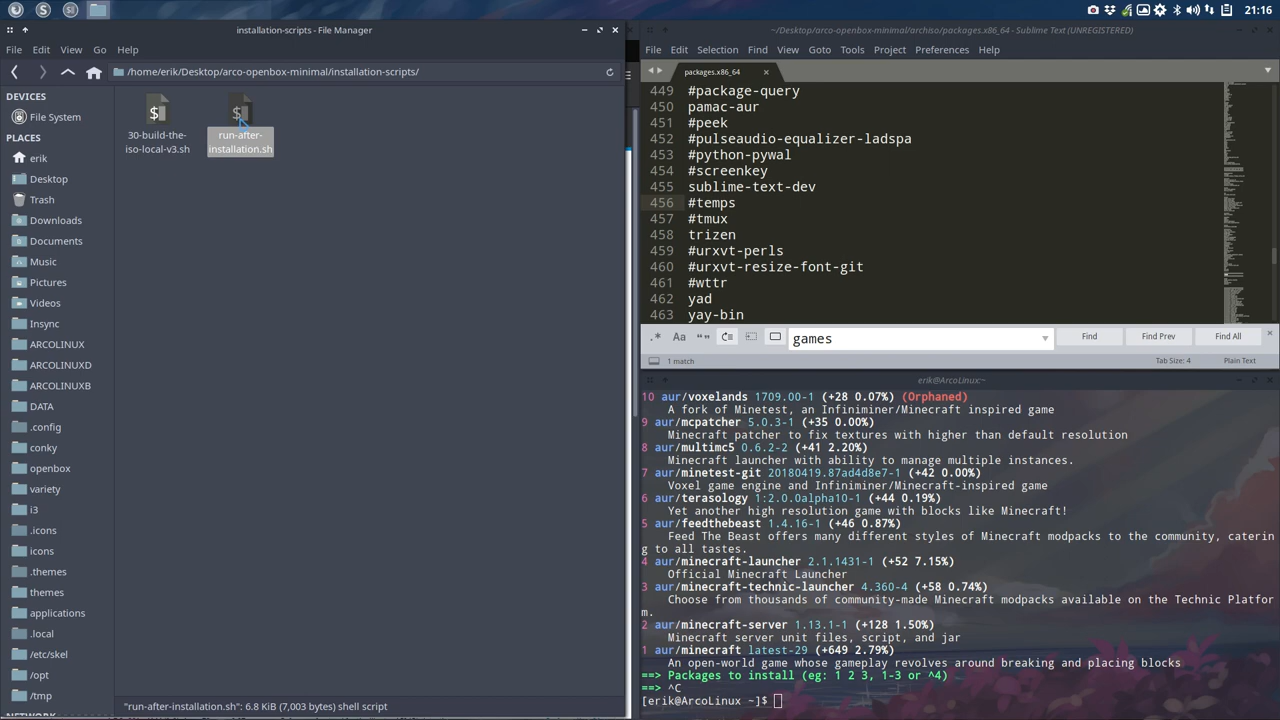 21:16
installation-scripts - File Manager
File Edit View Go Help
/home/erik/Desktop/arco-openbox-minimal/installation-scripts/
DEVICES
File System
PLACES
erik
Desktop
Trash
Downloads
Documents
Music
Pictures
Videos
Insync
ARCOLINUX
ARCOLINUXD
ARCOLINUXB
DATA
.config
conky
openbox
variety
i3
.icons
icons
.themes
themes
applications
.local
/etc/skel
/opt
/tmp
30-build-the-
iso-local-v3.sh
run-after-
installation.sh
"run-after-installation.sh": 6.8 KiB (7,003 bytes) shell script
~/Desktop/arco-openbox-minimal/archiso/packages.x86_64 - Sublime Text (UNREGISTERED)
File Edit Selection Find View Goto Tools Project Preferences Help
packages.x86_64
449 #package-query
450 pamac-aur
451 #peek
452 #pulseaudio-equalizer-ladspa
453 #python-pywal
454 #screenkey
455 sublime-text-dev
456 #temps
457 #tmux
458 trizen
459 #urxvt-perls
460 #urxvt-resize-font-git
461 #wttr
462 yad
463 yay-bin
.* Aa games Find Find Prev Find All
1 match Tab Size: 4 Plain Text
erik@ArcoLinux:~
10 aur/voxelands 1709.00-1 (+28 0.07%) (Orphaned)
A fork of Minetest, an Infiniminer/Minecraft inspired game
9 aur/mcpatcher 5.0.3-1 (+35 0.00%)
Minecraft patcher to fix textures with higher than default resolution
8 aur/multimc5 0.6.2-2 (+41 2.20%)
Minecraft launcher with ability to manage multiple instances.
7 aur/minetest-git 20180419.87ad4d8e7-1 (+42 0.00%)
Voxel game engine and Infiniminer/Minecraft-inspired game
6 aur/terasology 1:2.0.0alpha10-1 (+44 0.19%)
Yet another high resolution game with blocks like Minecraft!
5 aur/feedthebeast 1.4.16-1 (+46 0.87%)
Feed The Beast offers many different styles of Minecraft modpacks to the community, caterin
g to all tastes.
4 aur/minecraft-launcher 2.1.1431-1 (+52 7.15%)
Official Minecraft Launcher
3 aur/minecraft-technic-launcher 4.360-4 (+58 0.74%)
Choose from thousands of community-made Minecraft modpacks available on the Technic Platfor
m.
2 aur/minecraft-server 1.13.1-1 (+128 1.50%)
Minecraft server unit files, script, and jar
1 aur/minecraft latest-29 (+649 2.79%)
An open-world game whose gameplay revolves around breaking and placing blocks
==> Packages to install (eg: 1 2 3, 1-3 or ^4)
==> ^C
[erik@ArcoLinux ~]$